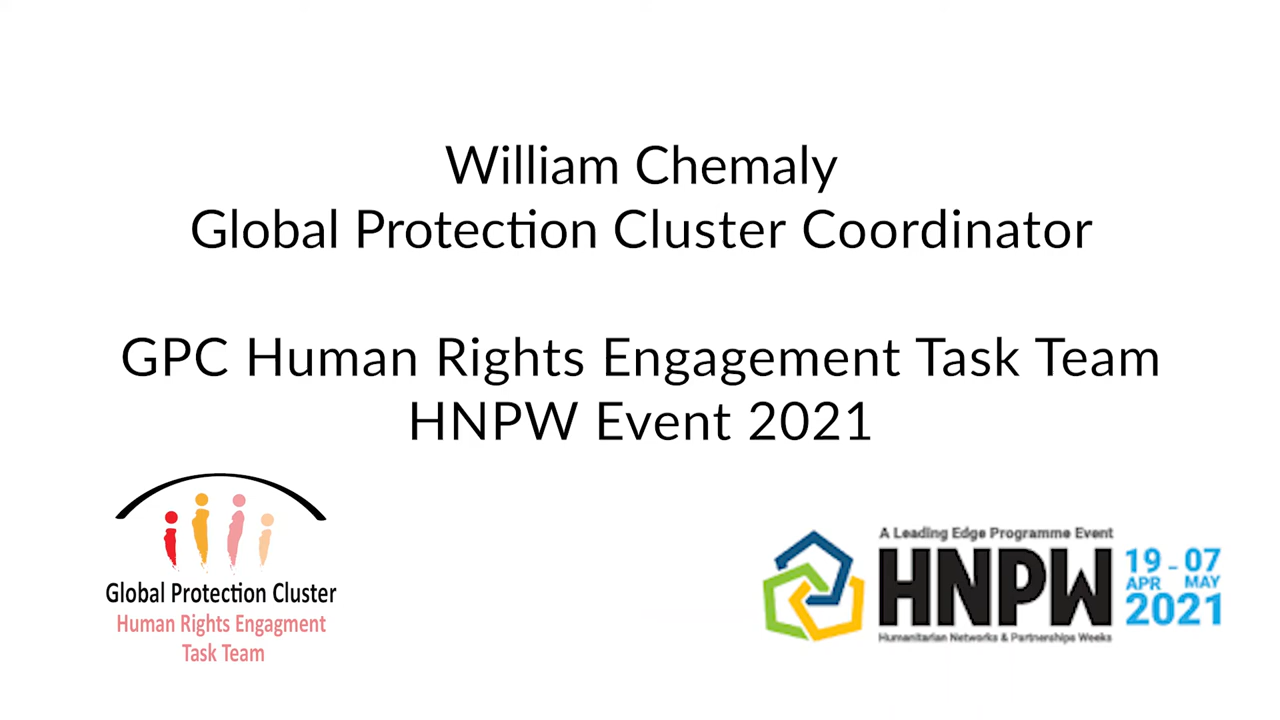 William Chemaly
Global Protection Cluster Coordinator
GPC Human Rights Engagement Task Team
HNPW Event 2021
Global Protection Cluster
Human Rights Engagment
Task Team
A Leading Edge Programme Event
HNPW
19 - 07
APR MAY
2021
Humanitarian Networks & Partnerships Weeks